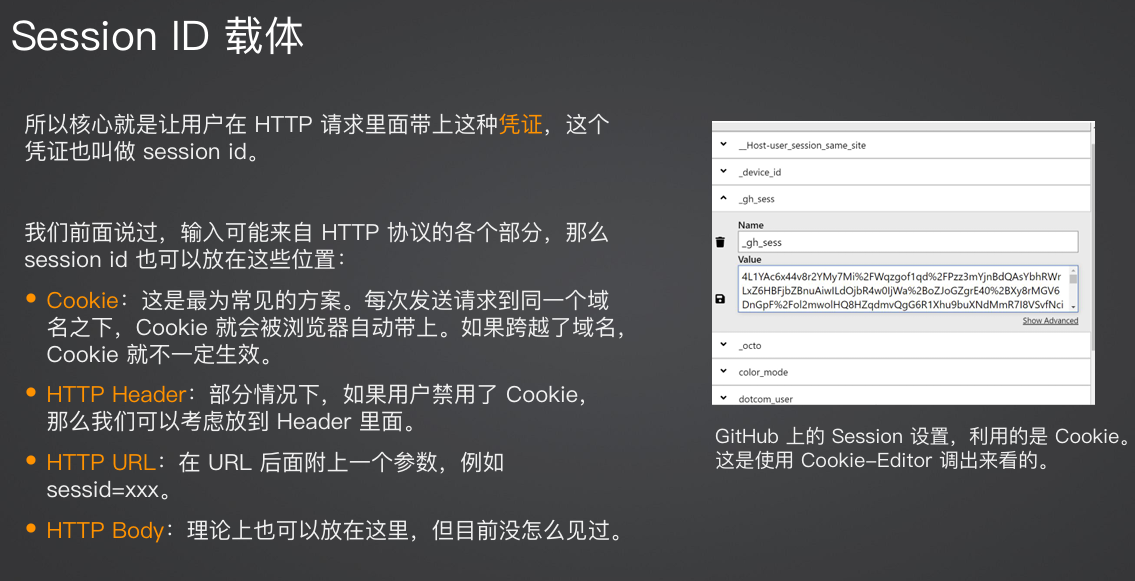 Session ID 载体
所以核心就是让用户在 HTTP 请求里面带上这种凭证，这个
凭证也叫做 session id。
我们前面说过，输入可能来自 HTTP 协议的各个部分，那么
session id 也可以放在这些位置：
• Cookie：这是最为常见的方案。每次发送请求到同一个域
名之下，Cookie 就会被浏览器自动带上。如果跨越了域名，
Cookie 就不一定生效。
• HTTP Header：部分情况下，如果用户禁用了 Cookie，
那么我们可以考虑放到 Header 里面。
• HTTP URL：在 URL 后面附上一个参数，例如
sessid=xxx。
• HTTP Body：理论上也可以放在这里，但目前没怎么见过。
__Host-user_session_same_site
_device_id
_gh_sess
Name
_gh_sess
Value
4L1YAc6x44v8r2YMy7Mi%2FWqzgof1qd%2FPzz3mYjnBdQAsYbhRWr
LxZ6HBFjbZBnuAiwILdOjbR4w0IjWa%2BoZJoGZgrE40%2BXy8rMGV6
DnGpF%2Fol2mwolHQ8HZqdmvQgG6R1Xhu9buXNdMmR7I8VSvfNci
Show Advanced
_octo
color_mode
dotcom_user
GitHub 上的 Session 设置，利用的是 Cookie。
这是使用 Cookie-Editor 调出来看的。